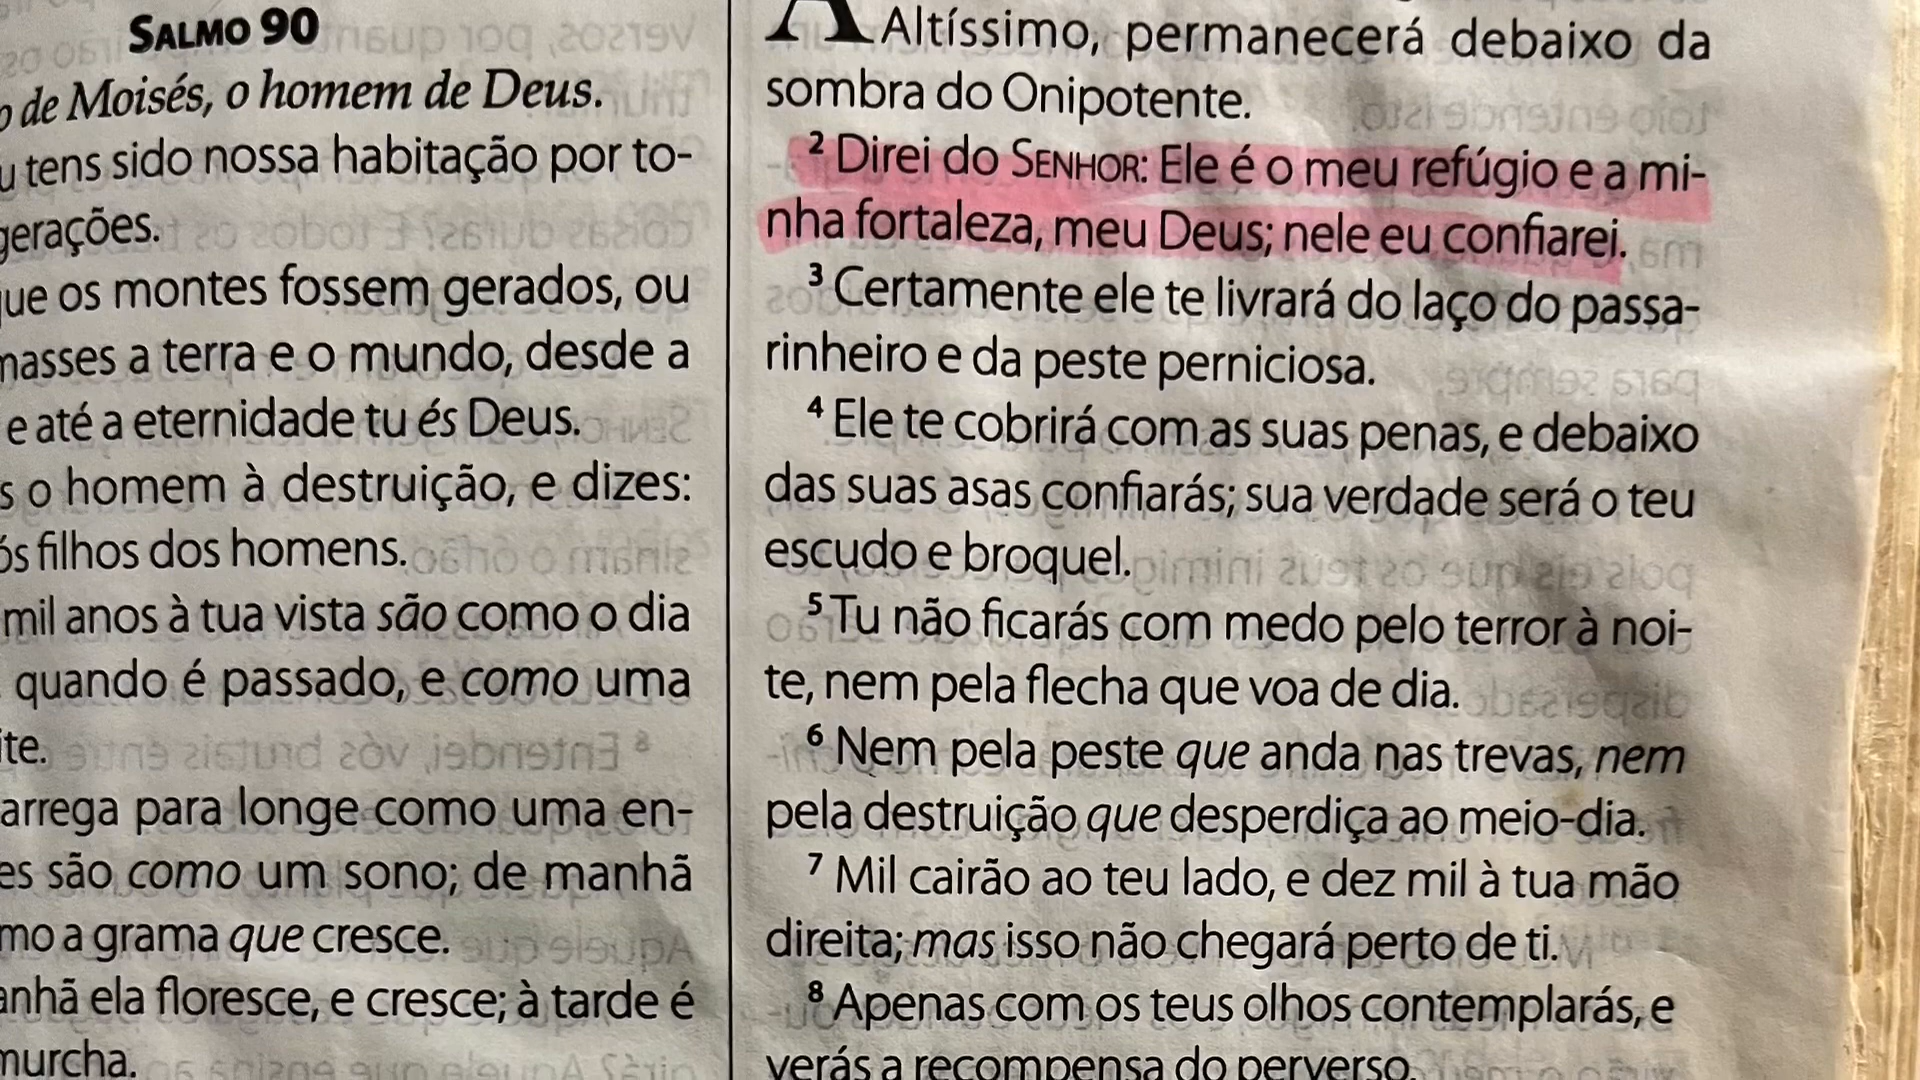 SALMO 90
de Moisés, o homem de Deus.
tens sido nossa habitação por to-
gerações.
que os montes fossem gerados, ou
a terra e o mundo, desde a
e até a eternidade tu és Deus.
o homem à destruição, e dizes:
filhos dos homens.
mil anos à tua vista são como o dia
quando é passado, e como uma
para longe como uma en-
são como um sono; de manhã
a grama que cresce.
ela floresce, e cresce; à tarde é
murcha.
A Altíssimo, permanecerá debaixo da
sombra do Onipotente.
2 Direi do SENHOR: Ele é o meu refúgio e a mi-
nha fortaleza, meu Deus; nele eu confiarei.
3 Certamente ele te livrará do laço do passa-
rinheiro e da peste perniciosa.
4 Ele te cobrirá com as suas penas, e debaixo
das suas asas confiarás; sua verdade será o teu
escudo e broquel.
5 Tu não ficarás com medo pelo terror à noi-
te, nem pela flecha que voa de dia.
6 Nem pela peste que anda nas trevas, nem
pela destruição que desperdiça ao meio-dia.
7 Mil cairão ao teu lado, e dez mil à tua mão
direita; mas isso não chegará perto de ti.
8 Apenas com os teus olhos contemplarás, e
verás a recompensa do perverso.